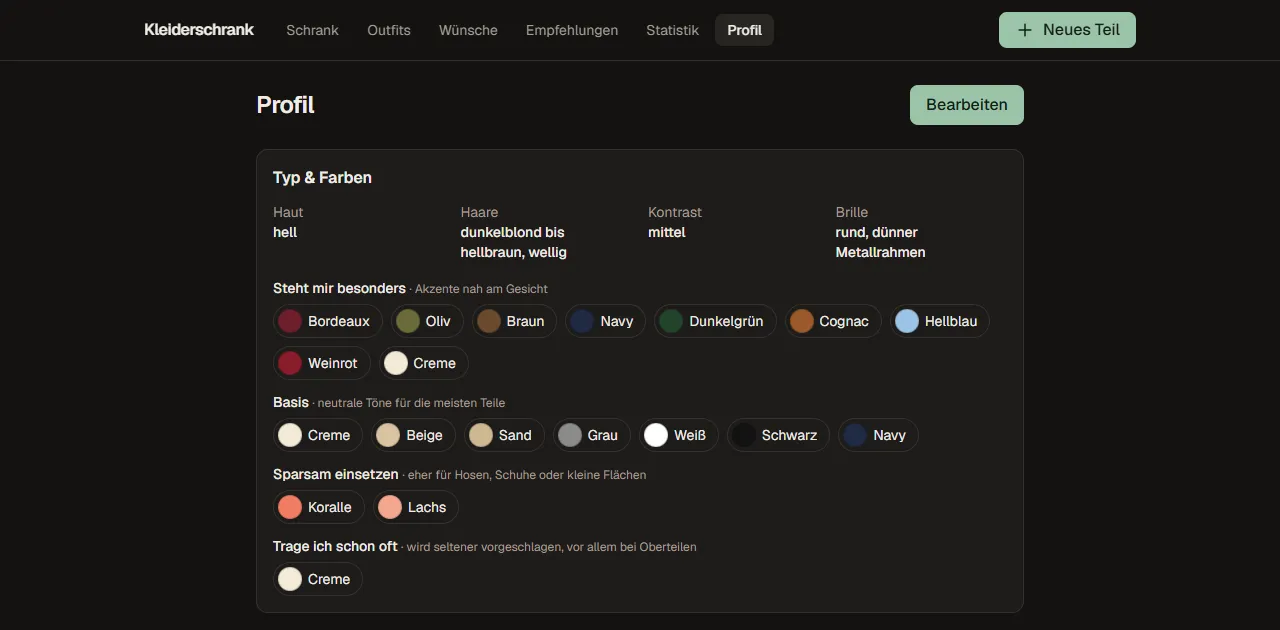 Kleiderschrank Schrank Outfits Wünsche Empfehlungen Statistik Profil + Neues Teil
Profil Bearbeiten
Typ & Farben
Haut Haare Kontrast Brille
hell dunkelblond bis mittel rund, dünner
hellbraun, wellig Metallrahmen
Steht mir besonders · Akzente nah am Gesicht
Bordeaux Oliv Braun Navy Dunkelgrün Cognac Hellblau
Weinrot Creme
Basis · neutrale Töne für die meisten Teile
Creme Beige Sand Grau Weiß Schwarz Navy
Sparsam einsetzen · eher für Hosen, Schuhe oder kleine Flächen
Koralle Lachs
Trage ich schon oft · wird seltener vorgeschlagen, vor allem bei Oberteilen
Creme